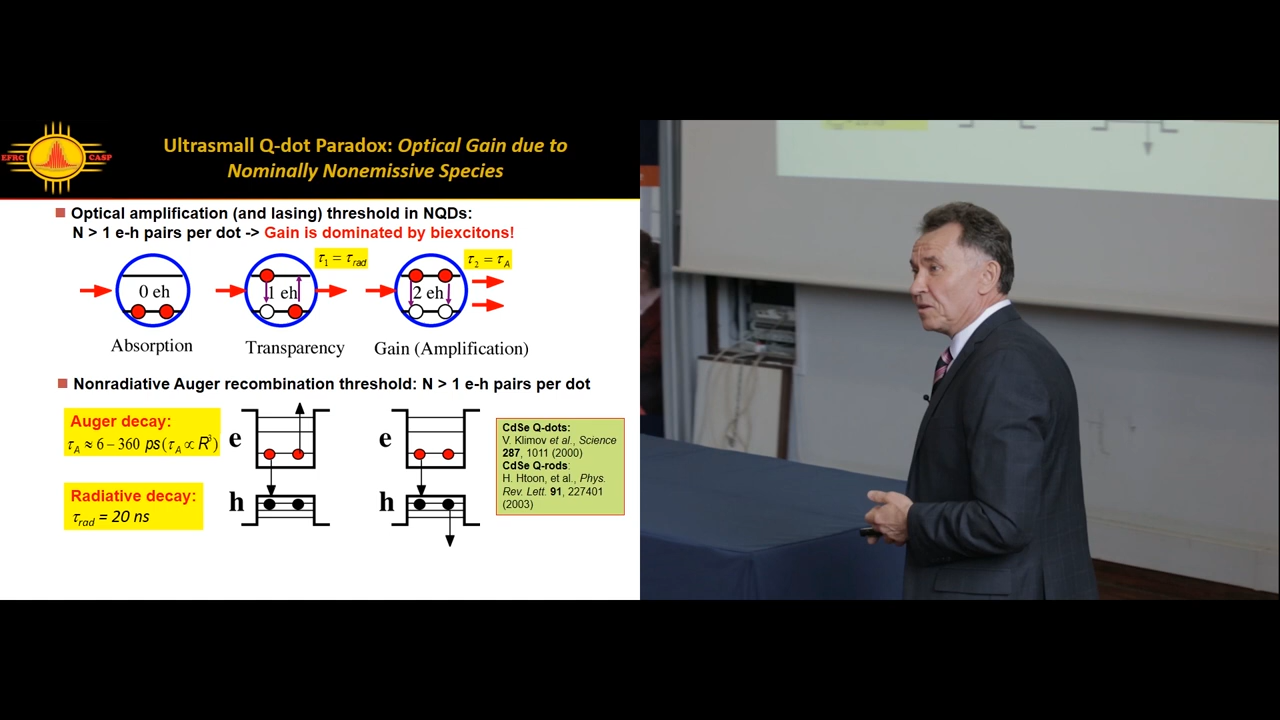 Ultrasmall Q-dot Paradox: Optical Gain due to
Nominally Nonemissive Species
EFRC CASP
Optical amplification (and lasing) threshold in NQDs:
N > 1 e-h pairs per dot -> Gain is dominated by biexcitons!
τ₁ = τrad
τ₂ = τA
0 eh
1 eh
2 eh
Absorption
Transparency
Gain (Amplification)
Nonradiative Auger recombination threshold: N > 1 e-h pairs per dot
Auger decay:
τA ≈ 6 – 360 ps (τA ∝ R³)
Radiative decay:
τrad = 20 ns
e
h
e
h
CdSe Q-dots:
V. Klimov et al., Science
287, 1011 (2000)
CdSe Q-rods:
H. Htoon, et al., Phys.
Rev. Lett. 91, 227401
(2003)